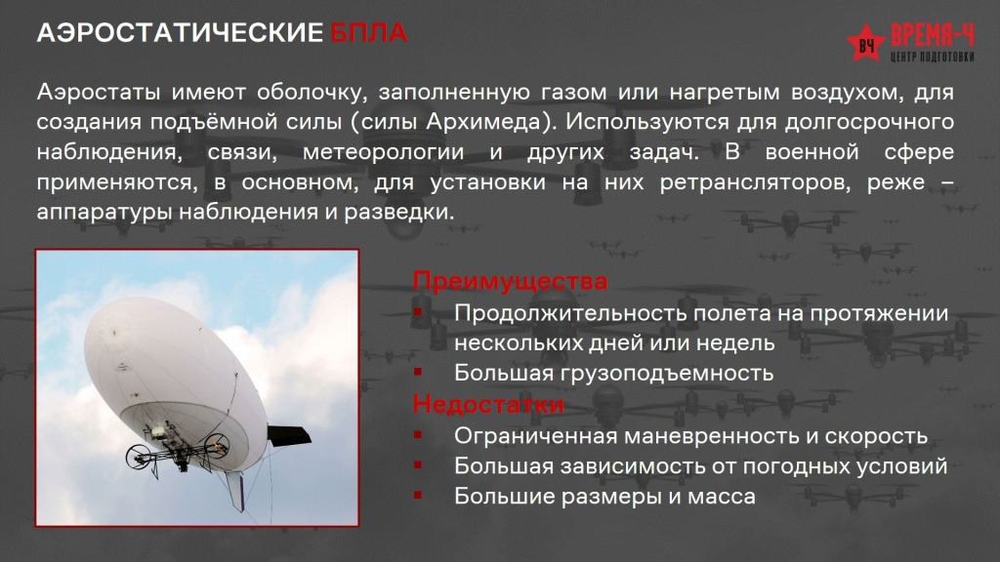 АЭРОСТАТИЧЕСКИЕ БПЛА
ВЧ
ВРЕМЯ-Ч
ЦЕНТР ПОДГОТОВКИ
Аэростаты имеют оболочку, заполненную газом или нагретым воздухом, для
создания подъёмной силы (силы Архимеда). Используются для долгосрочного
наблюдения, связи, метеорологии и других задач. В военной сфере
применяются, в основном, для установки на них ретрансляторов, реже –
аппаратуры наблюдения и разведки.
Преимущества
▪ Продолжительность полета на протяжении
нескольких дней или недель
▪ Большая грузоподъемность
Недостатки
▪ Ограниченная маневренность и скорость
▪ Большая зависимость от погодных условий
▪ Большие размеры и масса